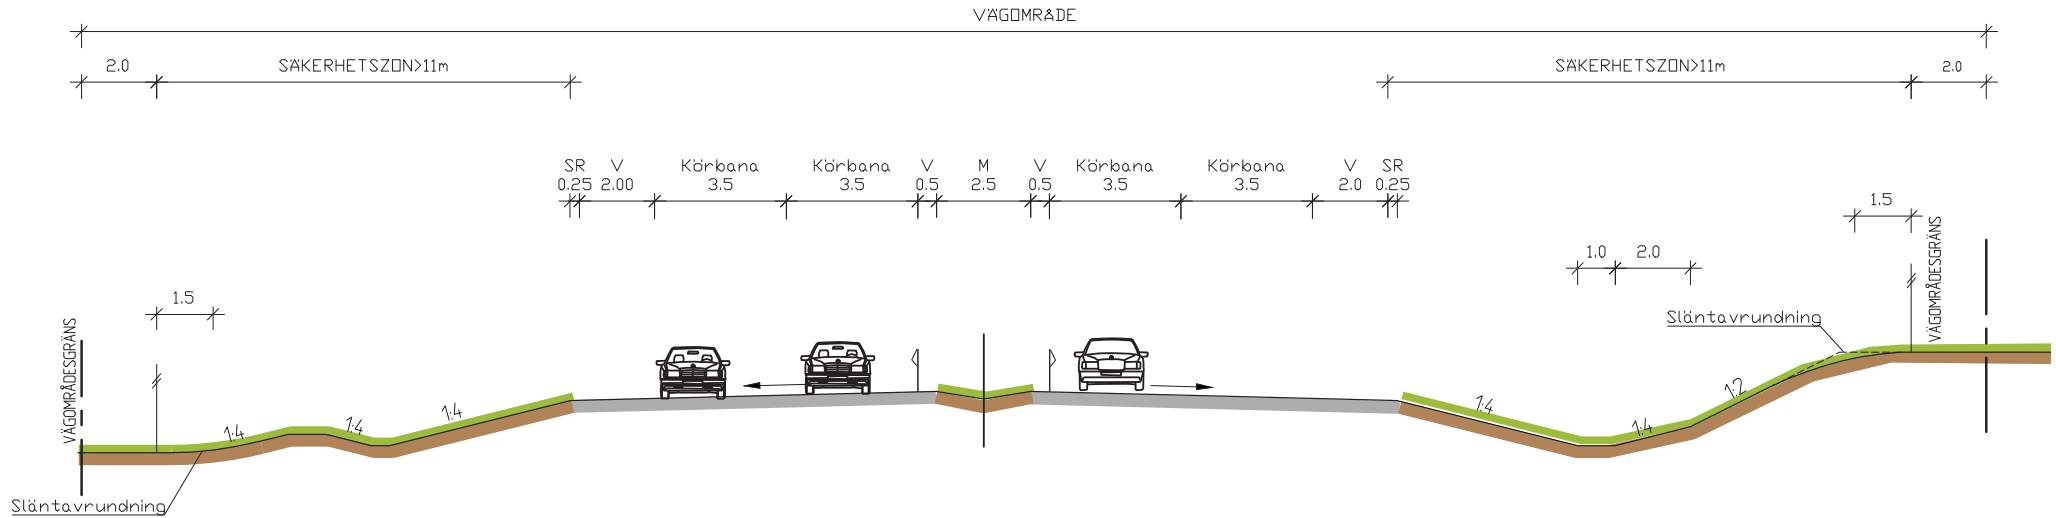 VÄGOMRÅDE
2.0 SÄKERHETSZON>11m SÄKERHETSZON>11m 2.0
SR V Körbana Körbana V M V Körbana Körbana V SR
0.25 2.00 3.5 3.5 0.5 2.5 0.5 3.5 3.5 2.0 0.25
1.5
VÄGOMRÅDESGRÄNS
1.0 2.0
1.5
Släntavrundning
VÄGOMRÅDESGRÄNS
1:4 1:4 1:4 1:4 1:4 1:2
Släntavrundning